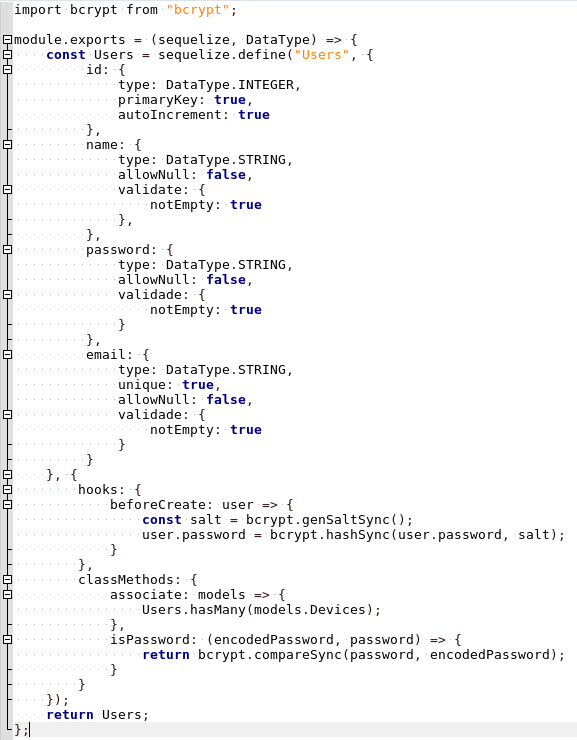 import bcrypt from "bcrypt";

module.exports = (sequelize, DataType) => {
    const Users = sequelize.define("Users", {
         id: {
             type: DataType.INTEGER,
             primaryKey: true,
             autoIncrement: true
         },
         name: {
             type: DataType.STRING,
             allowNull: false,
             validate: {
                 notEmpty: true
             },
         },
         password: {
             type: DataType.STRING,
             allowNull: false,
             validade: {
                 notEmpty: true
             }
         },
         email: {
             type: DataType.STRING,
             unique: true,
             allowNull: false,
             validade: {
                 notEmpty: true
             }
         }
    }, {
        hooks: {
            beforeCreate: user => {
                const salt = bcrypt.genSaltSync();
                user.password = bcrypt.hashSync(user.password, salt);
            }
        },
        classMethods: {
            associate: models => {
                Users.hasMany(models.Devices);
            },
            isPassword: (encodedPassword, password) => {
                return bcrypt.compareSync(password, encodedPassword);
            }
        }
    });
    return Users;
};